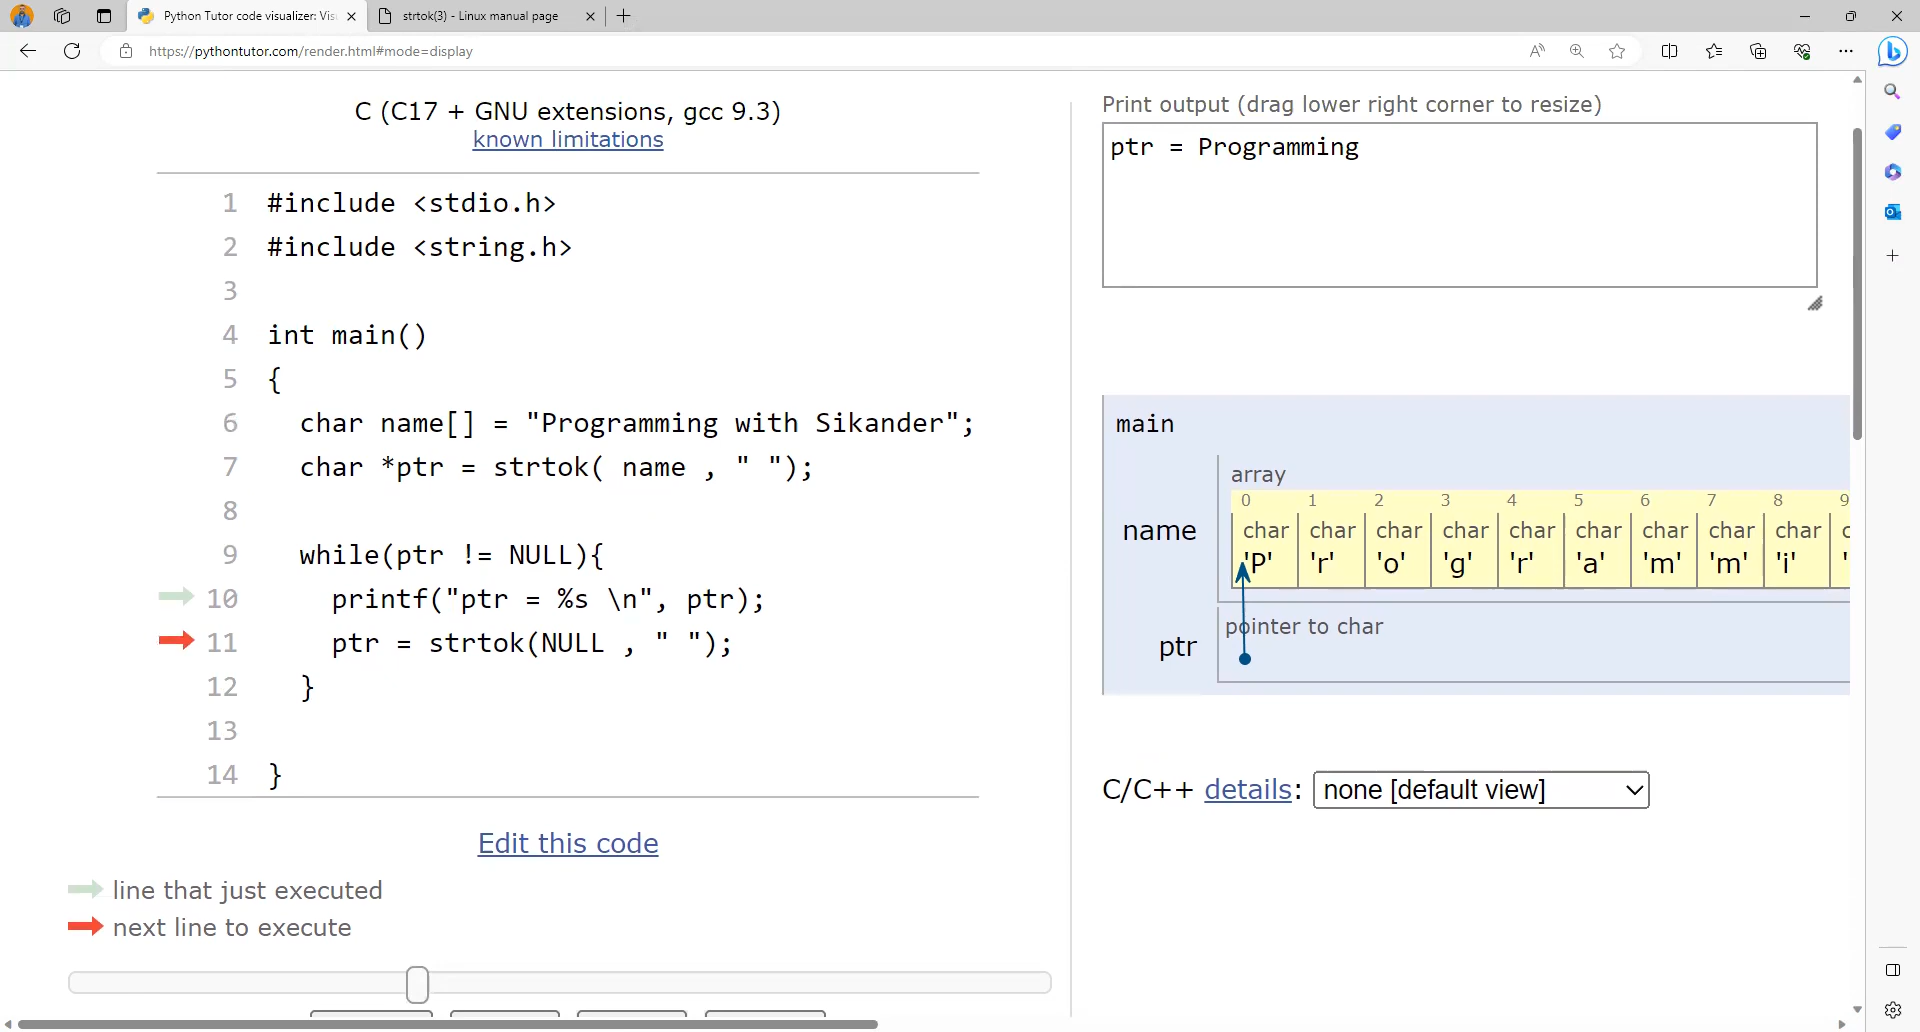 Python Tutor code visualizer: Vis
strtok(3) - Linux manual page
https://pythontutor.com/render.html#mode=display
C (C17 + GNU extensions, gcc 9.3)
known limitations
1 #include <stdio.h>
2 #include <string.h>
3
4 int main()
5 {
6 char name[] = "Programming with Sikander";
7 char *ptr = strtok( name , " ");
8
9 while(ptr != NULL){
10 printf("ptr = %s \n", ptr);
11 ptr = strtok(NULL , " ");
12 }
13
14 }
Edit this code
line that just executed
next line to execute
Print output (drag lower right corner to resize)
ptr = Programming
main
array
0 1 2 3 4 5 6 7 8 9
name
char char char char char char char char char
'P' 'r' 'o' 'g' 'r' 'a' 'm' 'm' 'i'
ptr
pointer to char
C/C++ details: none [default view]